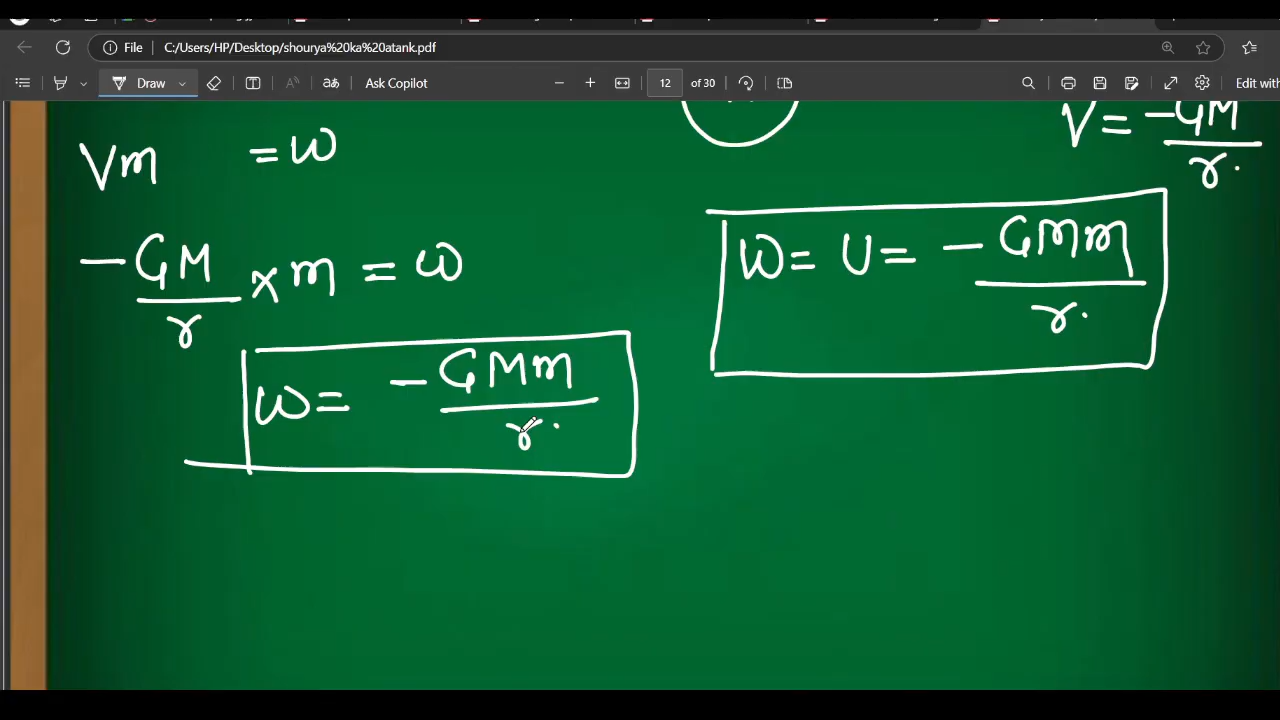 File C:/Users/HP/Desktop/shourya%20ka%20atank.pdf
Draw Ask Copilot 12 of 30 Edit with
Vm = W
V = -GM/r.
-GM/r × m = W
W = U = -GMm/r.
W = -GMm/r.